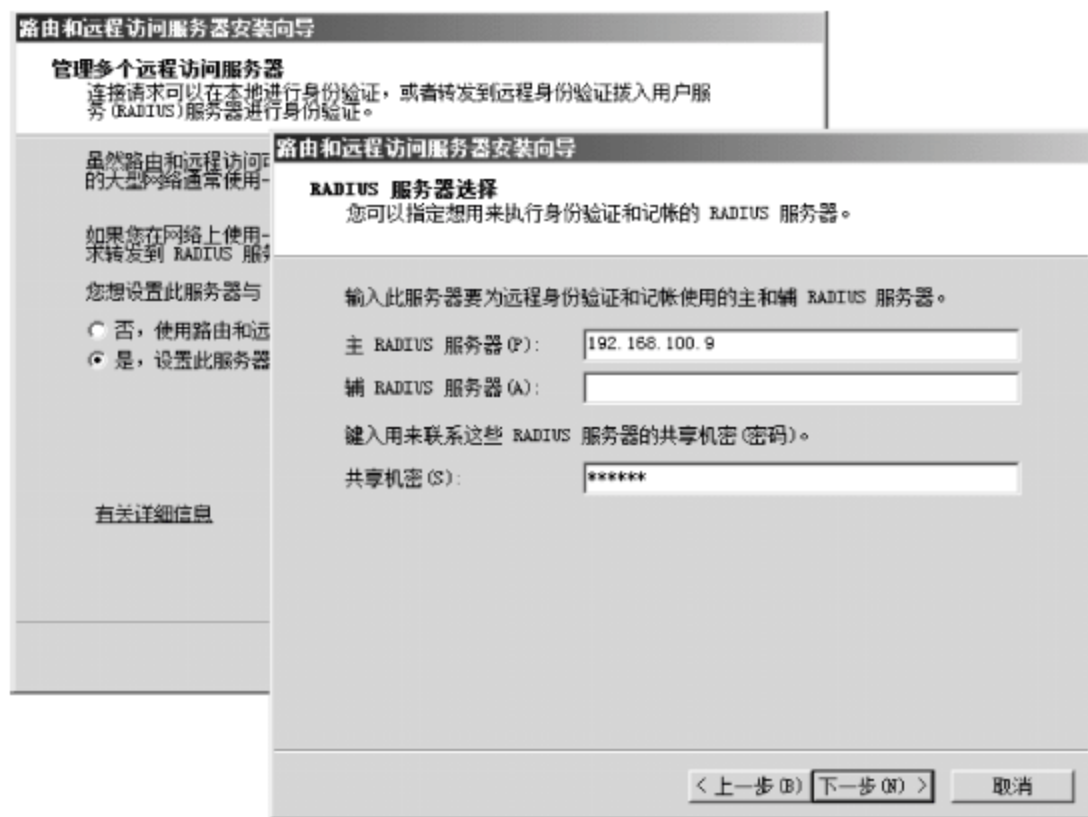 路由和远程访问服务器安装向导
管理多个远程访问服务器
连接请求可以在本地进行身份验证，或者转发到远程身份验证拨入用户服
务(RADIUS)服务器进行身份验证。
虽然路由和远程访问
的大型网络通常使用一
如果您在网络上使用一
求转发到 RADIUS 服
您想设置此服务器与
否，使用路由和远
是，设置此服务器
有关详细信息
路由和远程访问服务器安装向导
RADIUS 服务器选择
您可以指定想用来执行身份验证和记帐的 RADIUS 服务器。
输入此服务器要为远程身份验证和记帐使用的主和辅 RADIUS 服务器。
主 RADIUS 服务器(P)：
192.168.100.9
辅 RADIUS 服务器(A)：
键入用来联系这些 RADIUS 服务器的共享机密(密码)。
共享机密(S)：
******
< 上一步(B)
下一步(N) >
取消